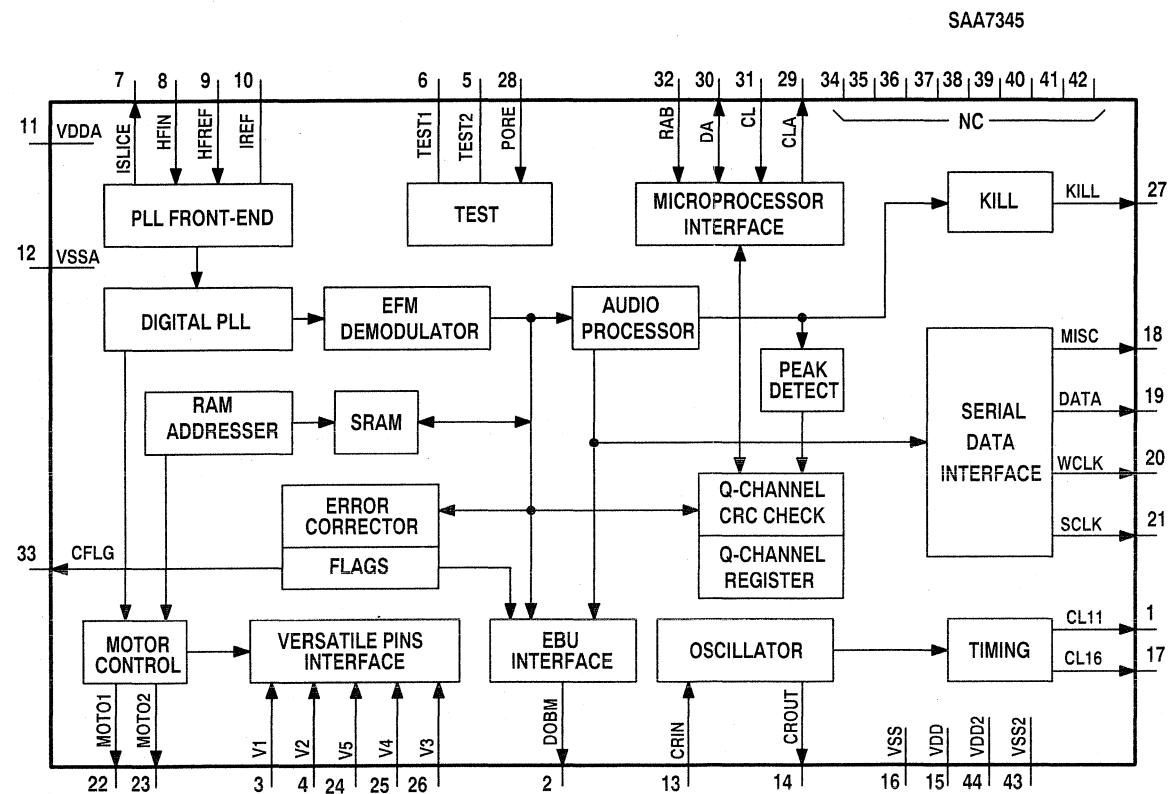 SAA7345
7 8 9 10 6 5 28 32 30 31 29 34 35 36 37 38 39 40 41 42
NC
11 VDDA
ISLICE
HFIN
HFREF
IREF
TEST1
TEST2
PORE
RAB
DA
CL
CLA
PLL FRONT-END
TEST
MICROPROCESSOR
INTERFACE
KILL
KILL 27
12 VSSA
DIGITAL PLL
EFM
DEMODULATOR
AUDIO
PROCESSOR
PEAK
DETECT
MISC 18
DATA 19
WCLK 20
SCLK 21
SERIAL
DATA
INTERFACE
RAM
ADDRESSER
SRAM
ERROR
CORRECTOR
FLAGS
Q-CHANNEL
CRC CHECK
Q-CHANNEL
REGISTER
33 CFLG
MOTOR
CONTROL
VERSATILE PINS
INTERFACE
EBU
INTERFACE
OSCILLATOR
TIMING
CL11 1
CL16 17
MOTO1
MOTO2
V1
V2
V5
V4
V3
DOBM
CRIN
CROUT
VSS
VDD
VDD2
VSS2
22 23 3 4 24 25 26 2 13 14 16 15 44 43